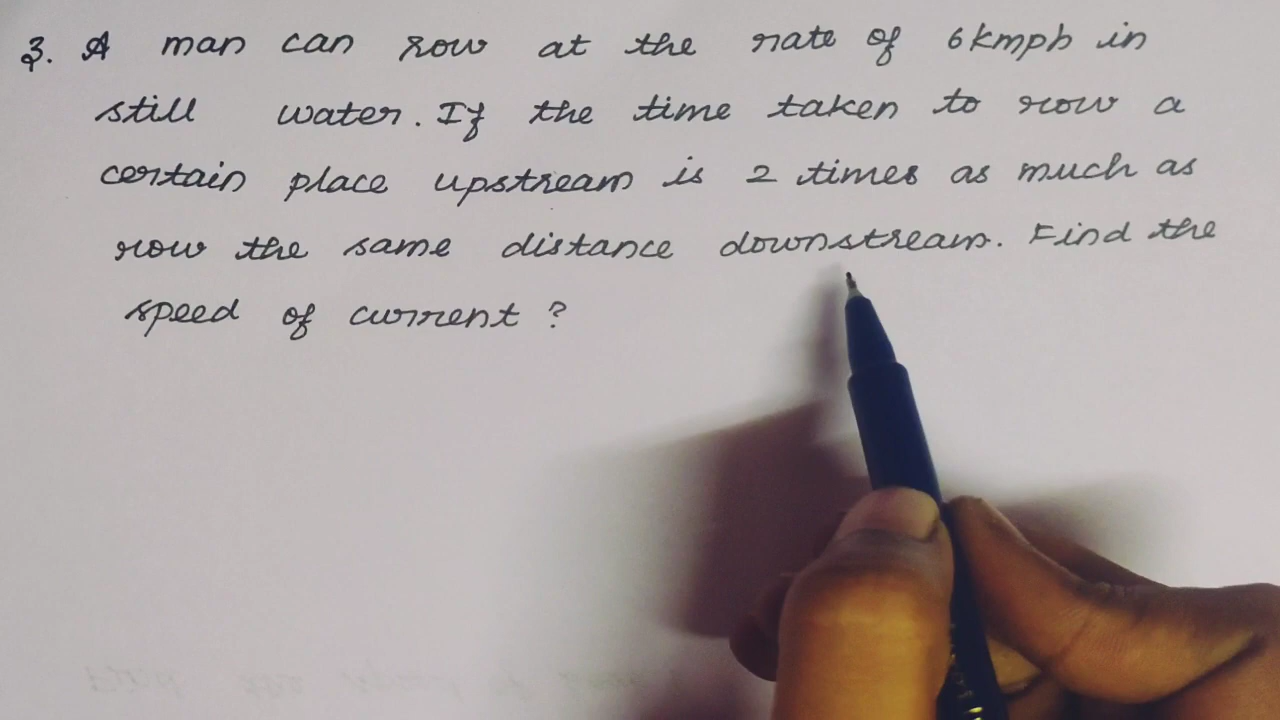 3. A man can row at the rate of 6kmph in
still water. If the time taken to row a
certain place upstream is 2 times as much as
row the same distance downstream. Find the
speed of current ?